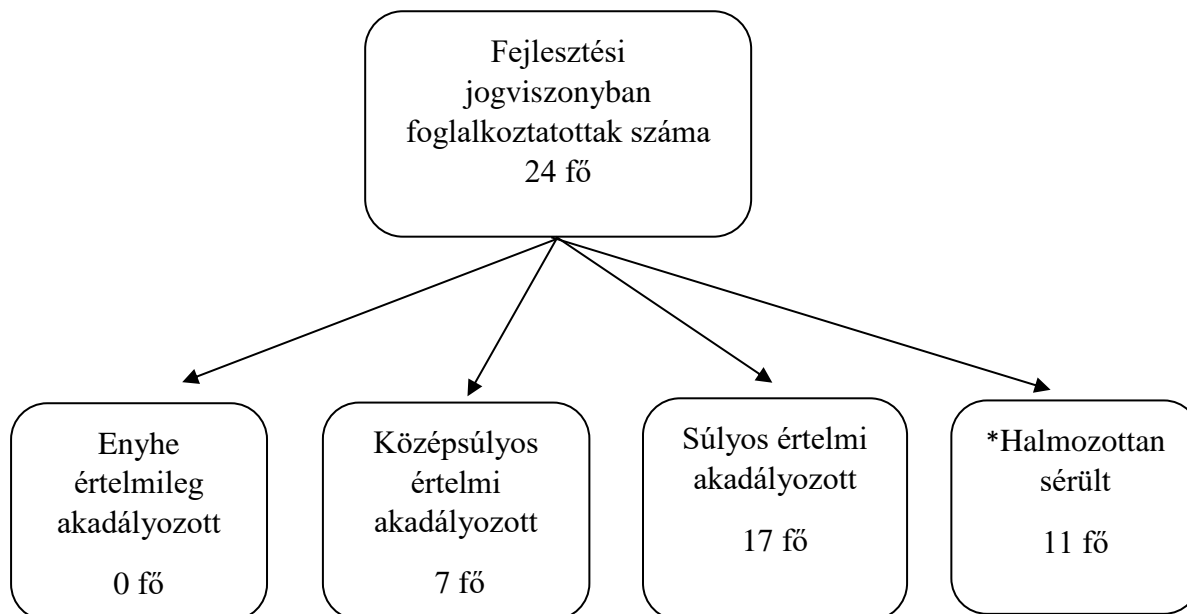 Fejlesztési
jogviszonyban
foglalkoztatottak száma
24 fő
Enyhe
értelmileg
akadályozott
0 fő
Középsúlyos
értelmi
akadályozott
7 fő
Súlyos értelmi
akadályozott
17 fő
*Halmozottan
sérült
11 fő